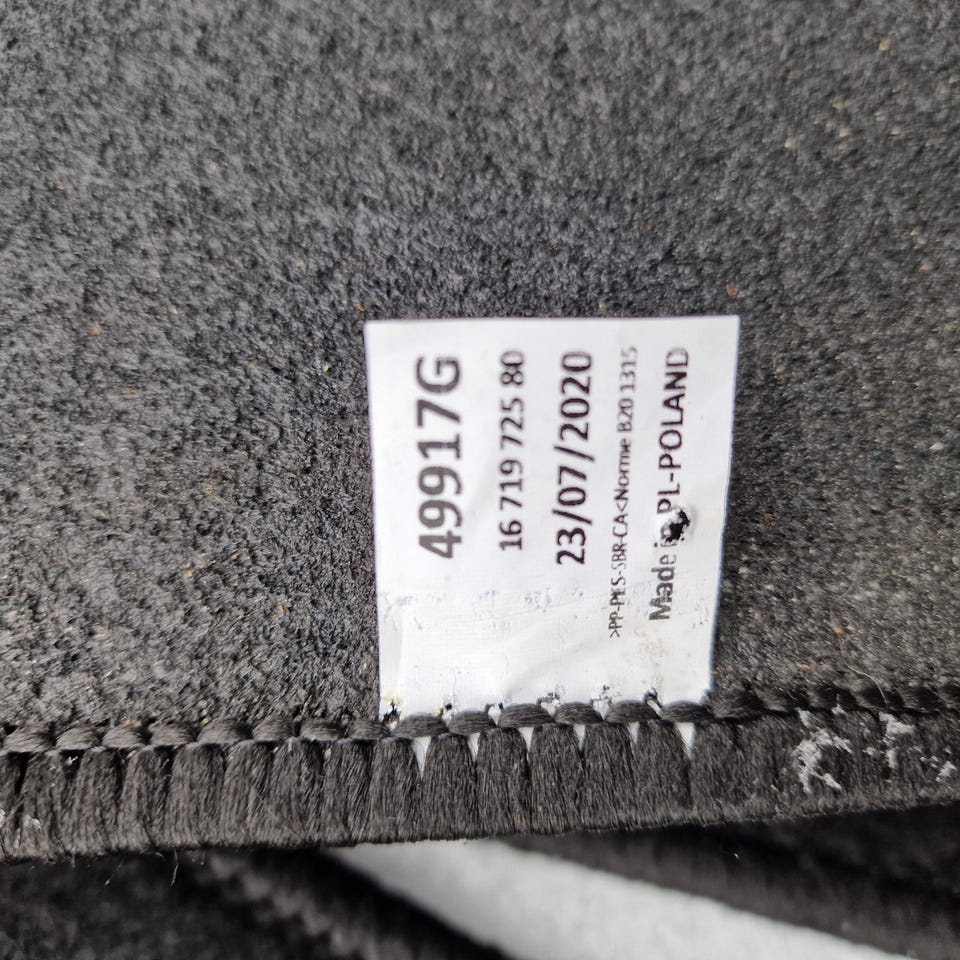 49917G
16 719 725 80
23/07/2020
>PP-PES-SBR-CA<Norme B20 1315
Made in PL-POLAND